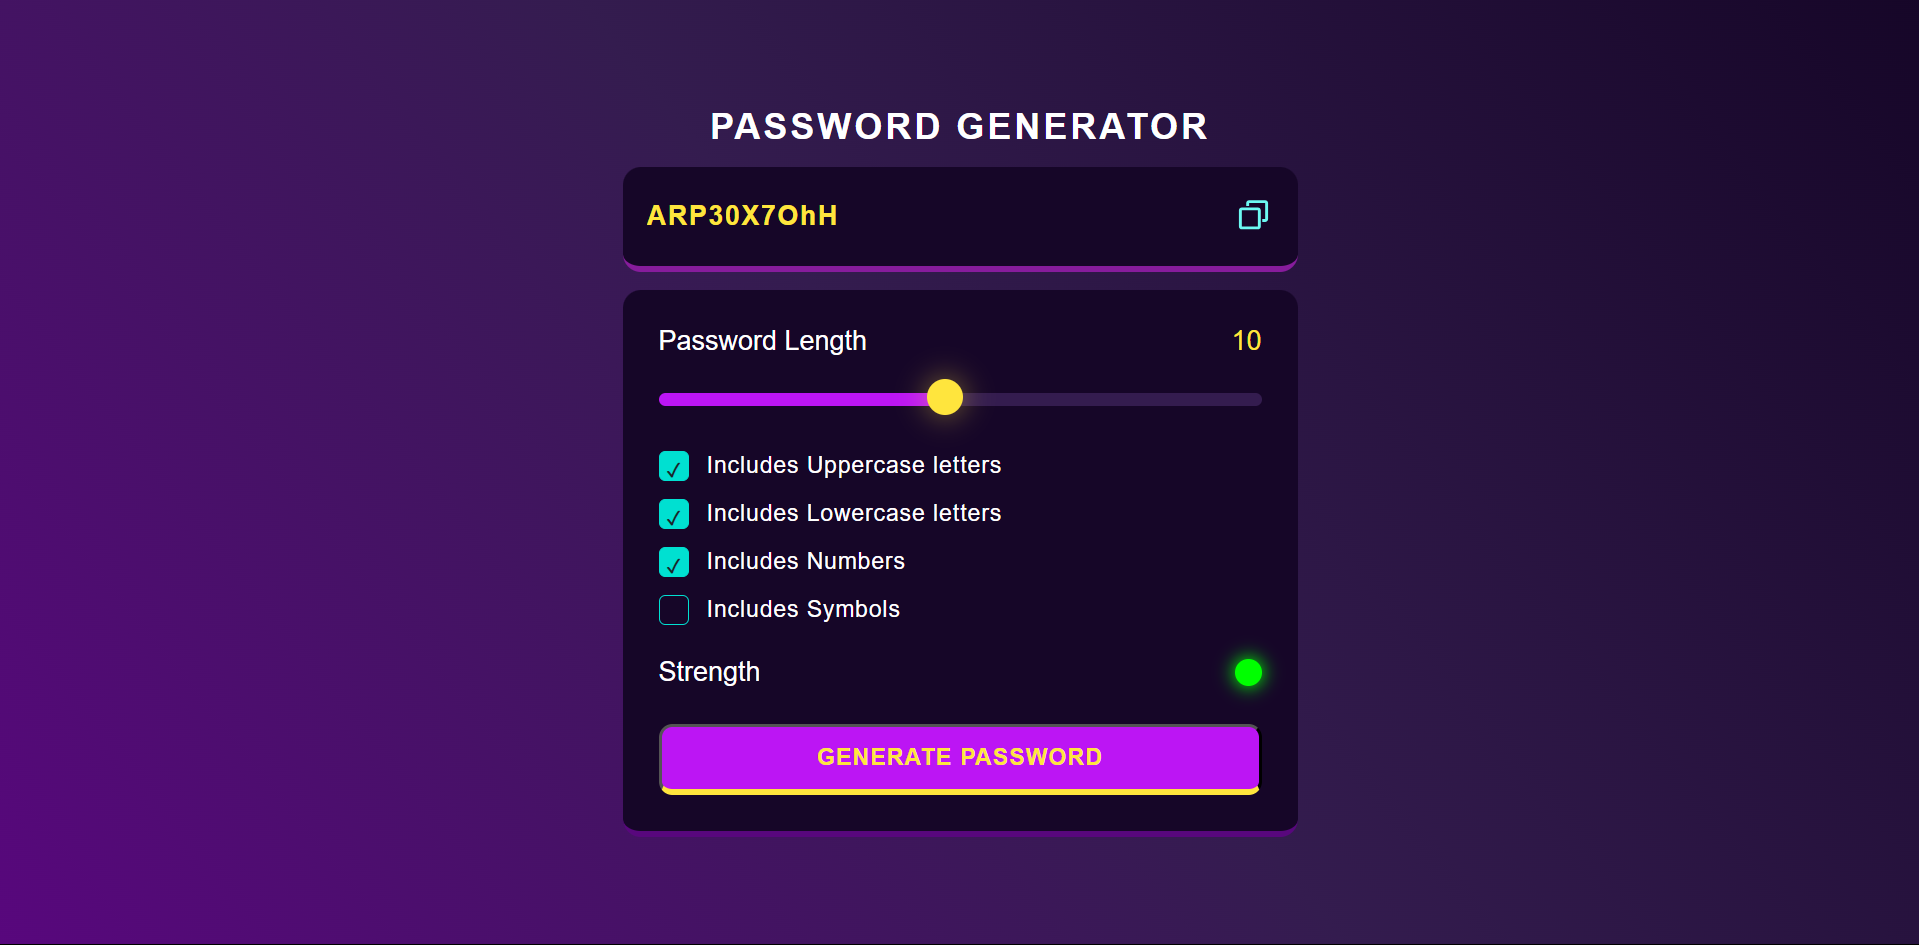 PASSWORD GENERATOR
ARP30X7OhH
Password Length 10
Includes Uppercase letters
Includes Lowercase letters
Includes Numbers
Includes Symbols
Strength
GENERATE PASSWORD